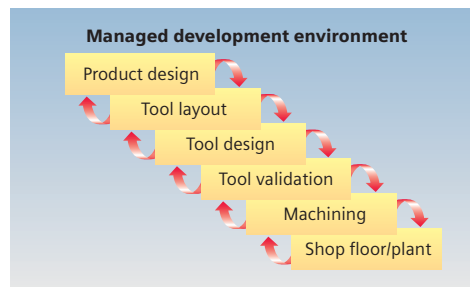 Managed development environment
Product design
Tool layout
Tool design
Tool validation
Machining
Shop floor/plant